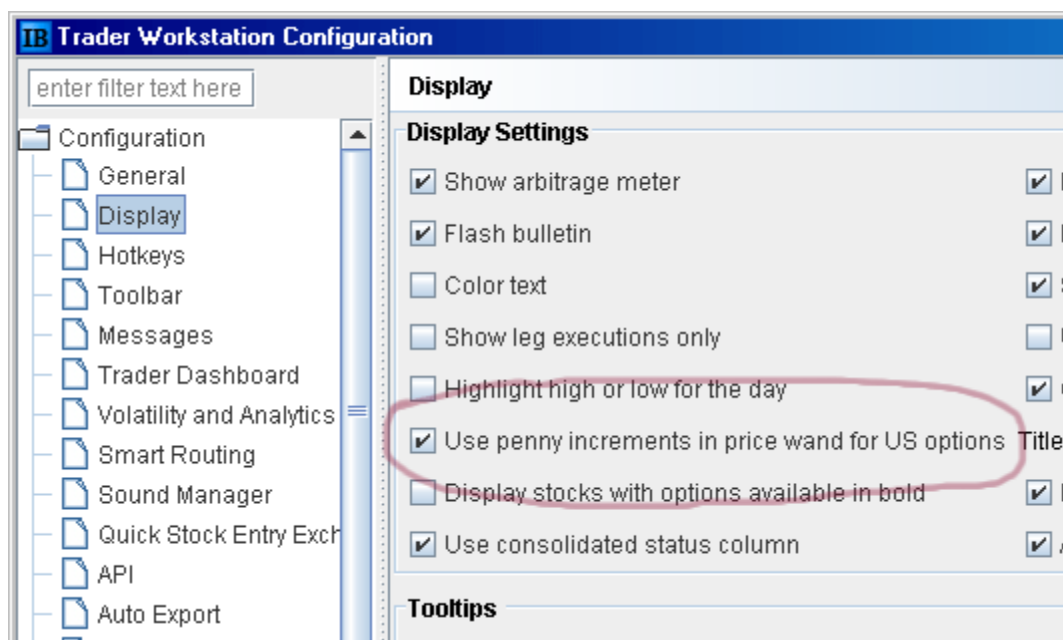 IB Trader Workstation Configuration
enter filter text here
Configuration
General
Display
Hotkeys
Toolbar
Messages
Trader Dashboard
Volatility and Analytics
Smart Routing
Sound Manager
Quick Stock Entry Exch
API
Auto Export
Display
Display Settings
Show arbitrage meter
Flash bulletin
Color text
Show leg executions only
Highlight high or low for the day
Use penny increments in price wand for US options Title
Display stocks with options available in bold
Use consolidated status column
Tooltips